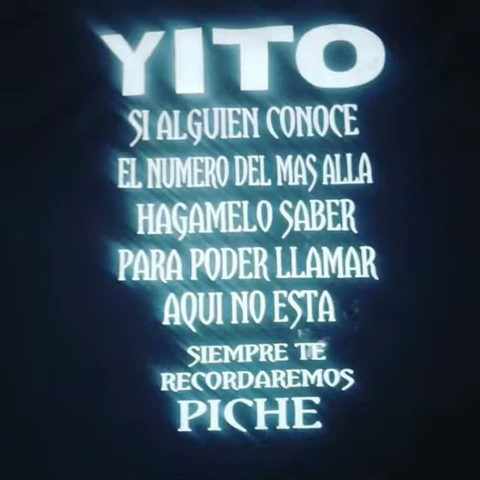 YITO
SI ALGUIEN CONOCE
EL NUMERO DEL MAS ALLA
HAGAMELO SABER
PARA PODER LLAMAR
AQUI NO ESTA
SIEMPRE TE
RECORDAREMOS
PICHE